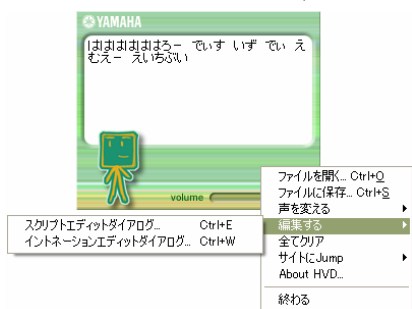 YAMAHA
はははははろー でぃす いず でぃ え
むえー えいちぶい
volume
ファイルを開く... Ctrl+O
ファイルに保存... Ctrl+S
声を変える
編集する
スクリプトエディットダイアログ... Ctrl+E
イントネーションエディットダイアログ... Ctrl+W
全てクリア
サイトにJump
About HVD...
終わる